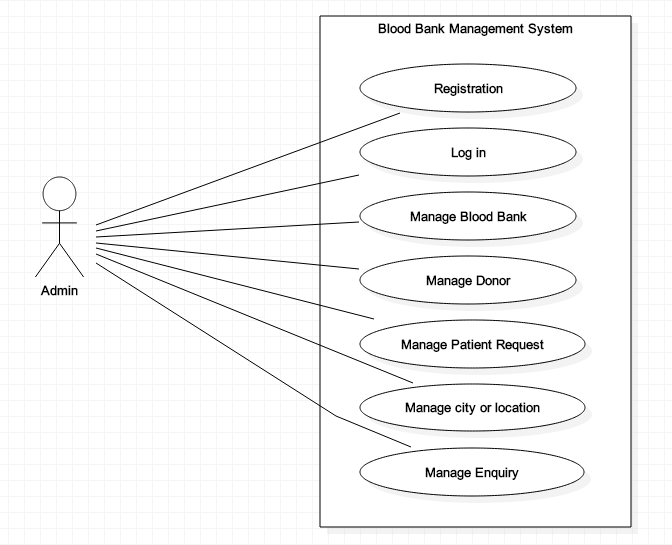 Blood Bank Management System
Registration
Log in
Manage Blood Bank
Manage Donor
Admin
Manage Patient Request
Manage city or location
Manage Enquiry